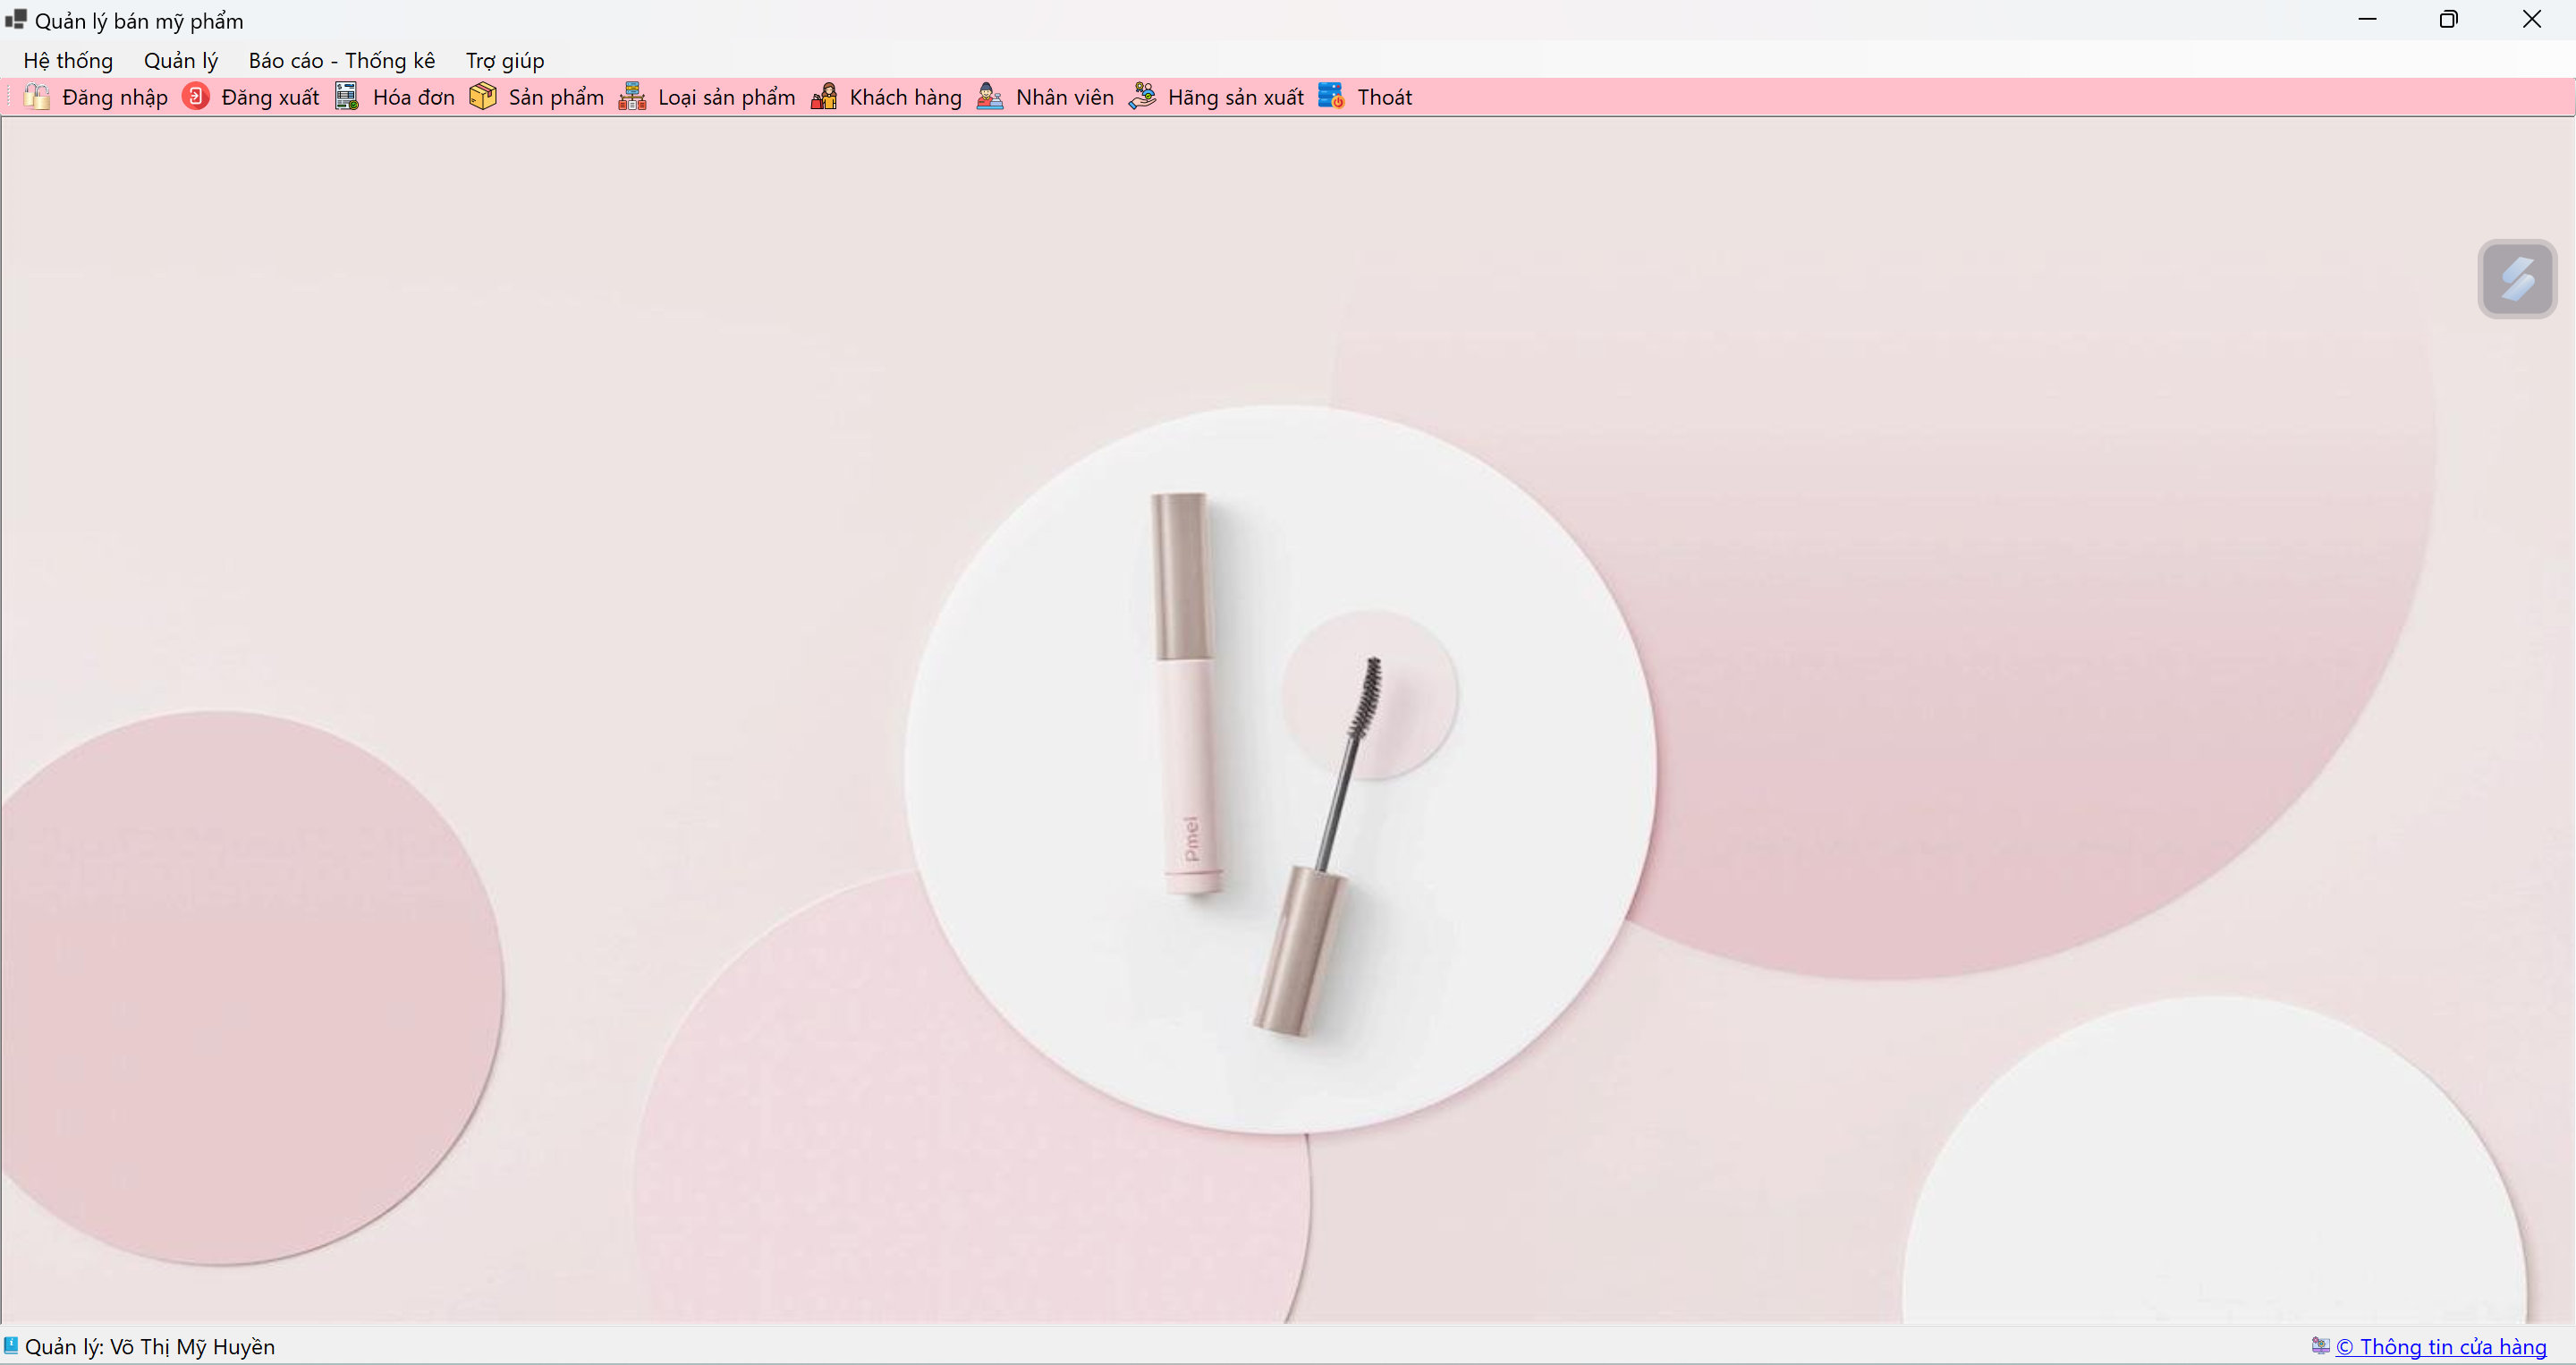 Quản lý bán mỹ phẩm
Hệ thống Quản lý Báo cáo - Thống kê Trợ giúp
Đăng nhập Đăng xuất Hóa đơn Sản phẩm Loại sản phẩm Khách hàng Nhân viên Hãng sản xuất Thoát
Pmel
Quản lý: Võ Thị Mỹ Huyền © Thông tin cửa hàng